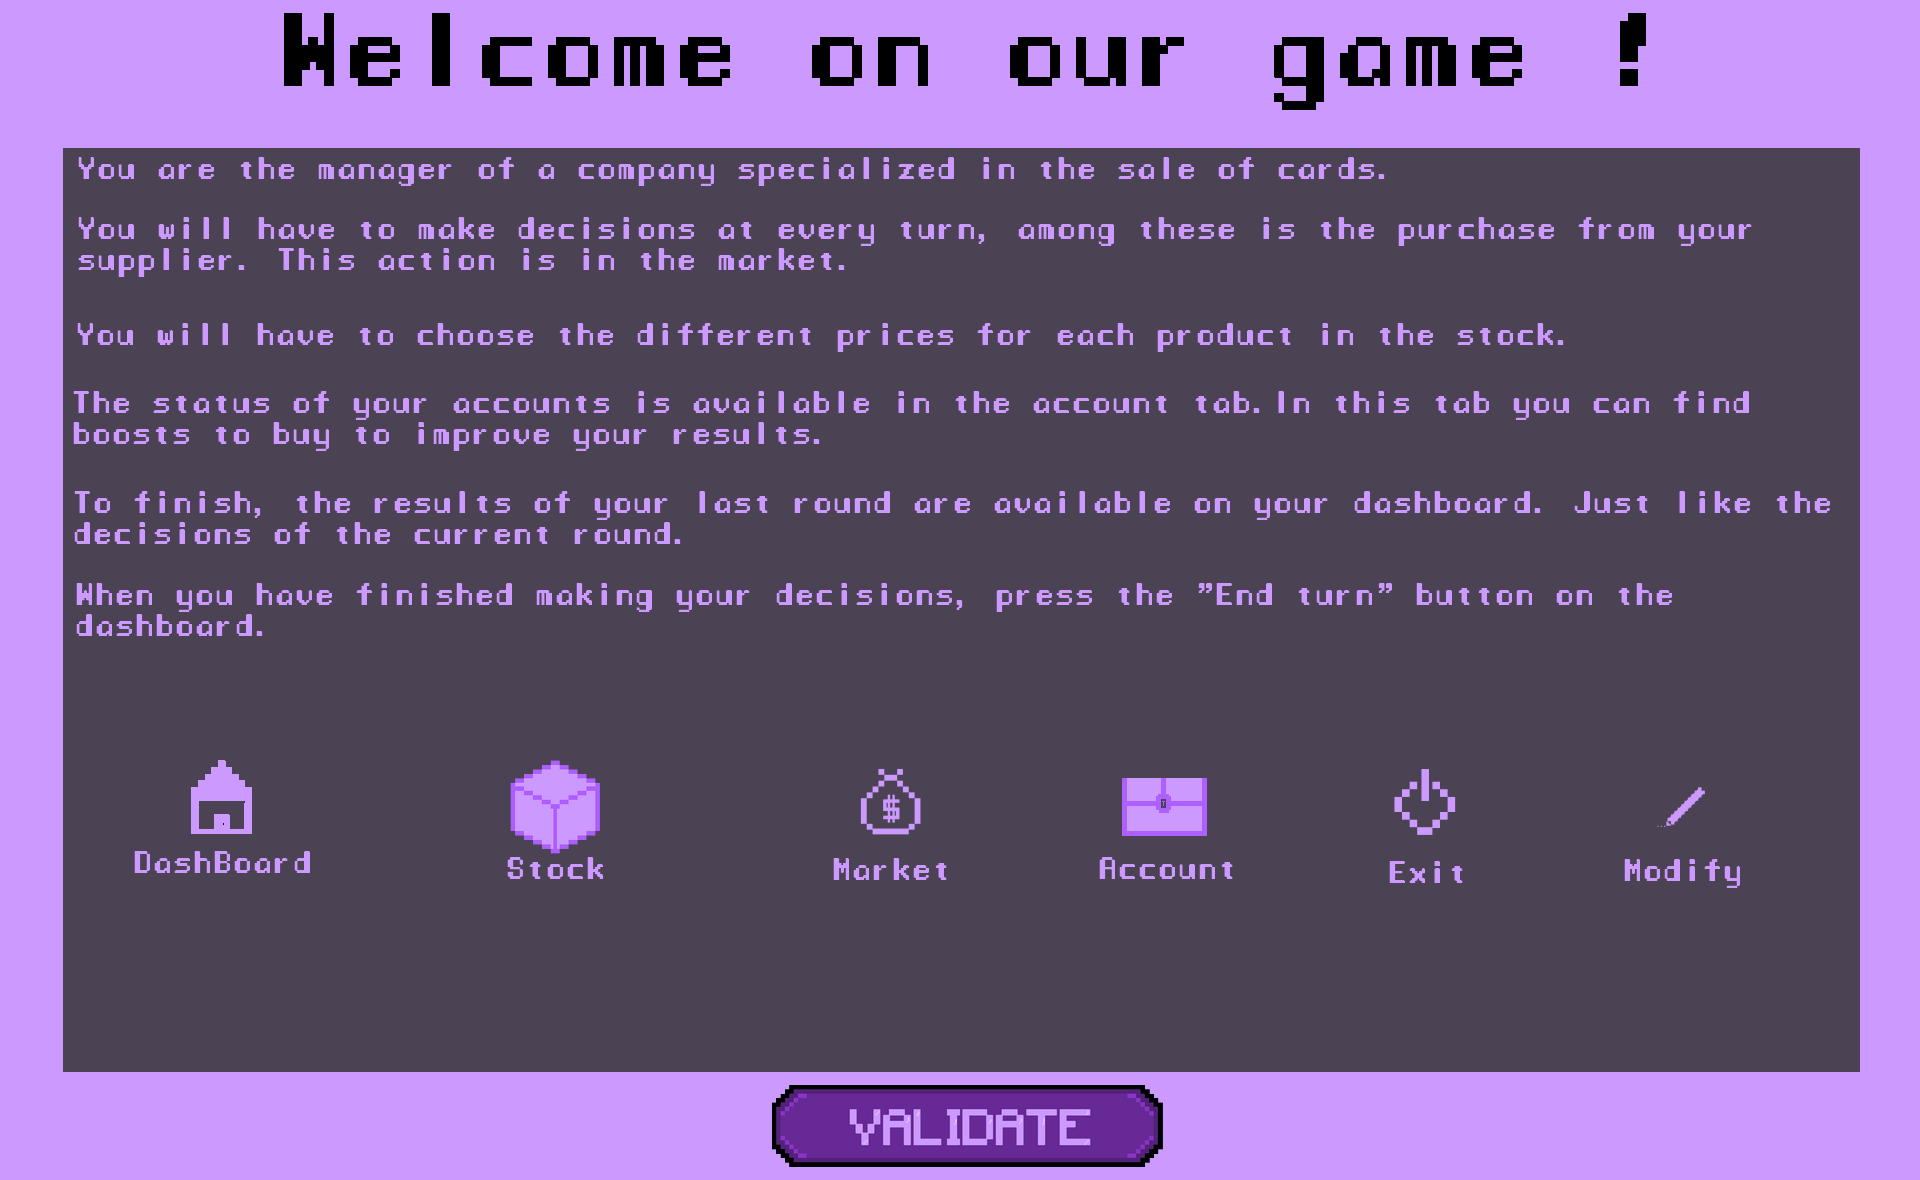 Welcome on our game !
You are the manager of a company specialized in the sale of cards.
You will have to make decisions at every turn, among these is the purchase from your
supplier. This action is in the market.
You will have to choose the different prices for each product in the stock.
The status of your accounts is available in the account tab.In this tab you can find
boosts to buy to improve your results.
To finish, the results of your last round are available on your dashboard. Just like the
decisions of the current round.
When you have finished making your decisions, press the "End turn" button on the
dashboard.
$
DashBoard
Stock
Market
Account
Exit
Modify
VALIDATE